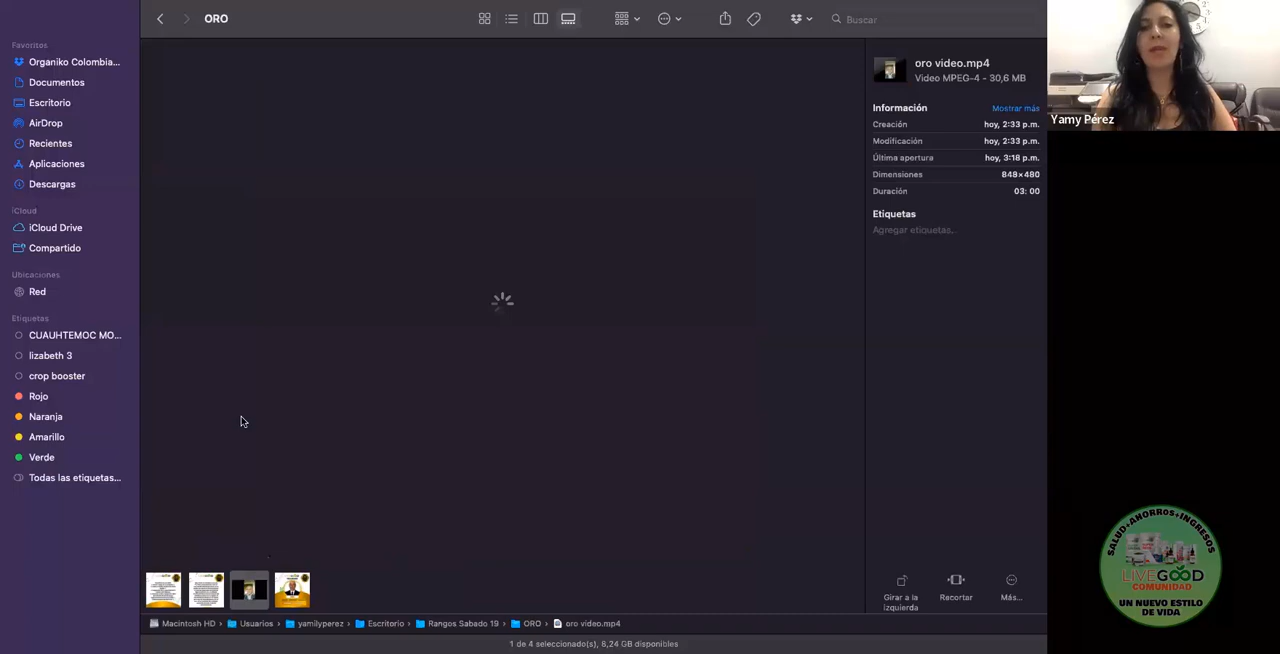 ORO
Buscar
Favoritos
Organiko Colombia...
Documentos
Escritorio
AirDrop
Recientes
Aplicaciones
Descargas
iCloud
iCloud Drive
Compartido
Ubicaciones
Red
Etiquetas
CUAUHTEMOC MO...
lizabeth 3
crop booster
Rojo
Naranja
Amarillo
Verde
Todas las etiquetas...
oro video.mp4
Video MPEG-4 - 30,6 MB
Información
Mostrar más
Creación hoy, 2:33 p.m.
Modificación hoy, 2:33 p.m.
Última apertura hoy, 3:18 p.m.
Dimensiones 848×480
Duración 03: 00
Etiquetas
Agregar etiquetas...
Girar a la
izquierda
Recortar
Más...
Macintosh HD › Usuarios › yamilyperez › Escritorio › Rangos Sabado 19 › ORO › oro video.mp4
1 de 4 seleccionado(s), 8,24 GB disponibles
Yamy Pérez
SALUD+AHORROS+INGRESOS
LIVEGOOD
COMUNIDAD
UN NUEVO ESTILO
DE VIDA